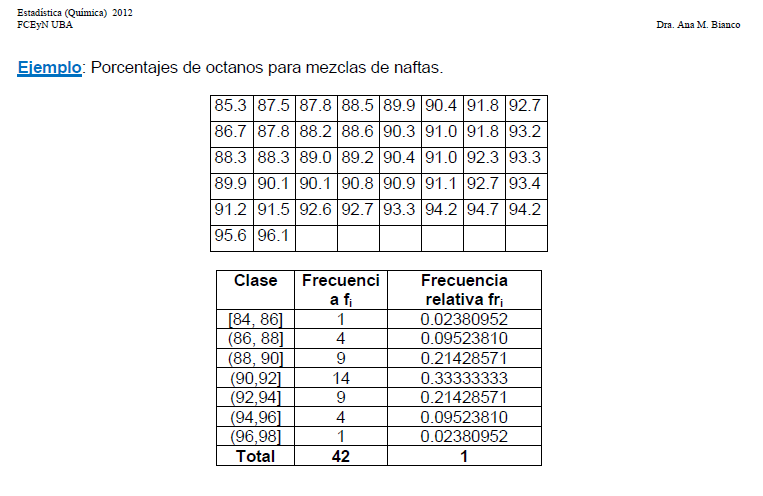 Estadística (Química) 2012
FCEyN UBA
Dra. Ana M. Bianco
Ejemplo: Porcentajes de octanos para mezclas de naftas.
85.3 87.5 87.8 88.5 89.9 90.4 91.8 92.7
86.7 87.8 88.2 88.6 90.3 91.0 91.8 93.2
88.3 88.3 89.0 89.2 90.4 91.0 92.3 93.3
89.9 90.1 90.1 90.8 90.9 91.1 92.7 93.4
91.2 91.5 92.6 92.7 93.3 94.2 94.7 94.2
95.6 96.1
Clase Frecuenci Frecuencia
a fi relativa fri
[84, 86] 1 0.02380952
(86, 88] 4 0.09523810
(88, 90] 9 0.21428571
(90,92] 14 0.33333333
(92,94] 9 0.21428571
(94,96] 4 0.09523810
(96,98] 1 0.02380952
Total 42 1